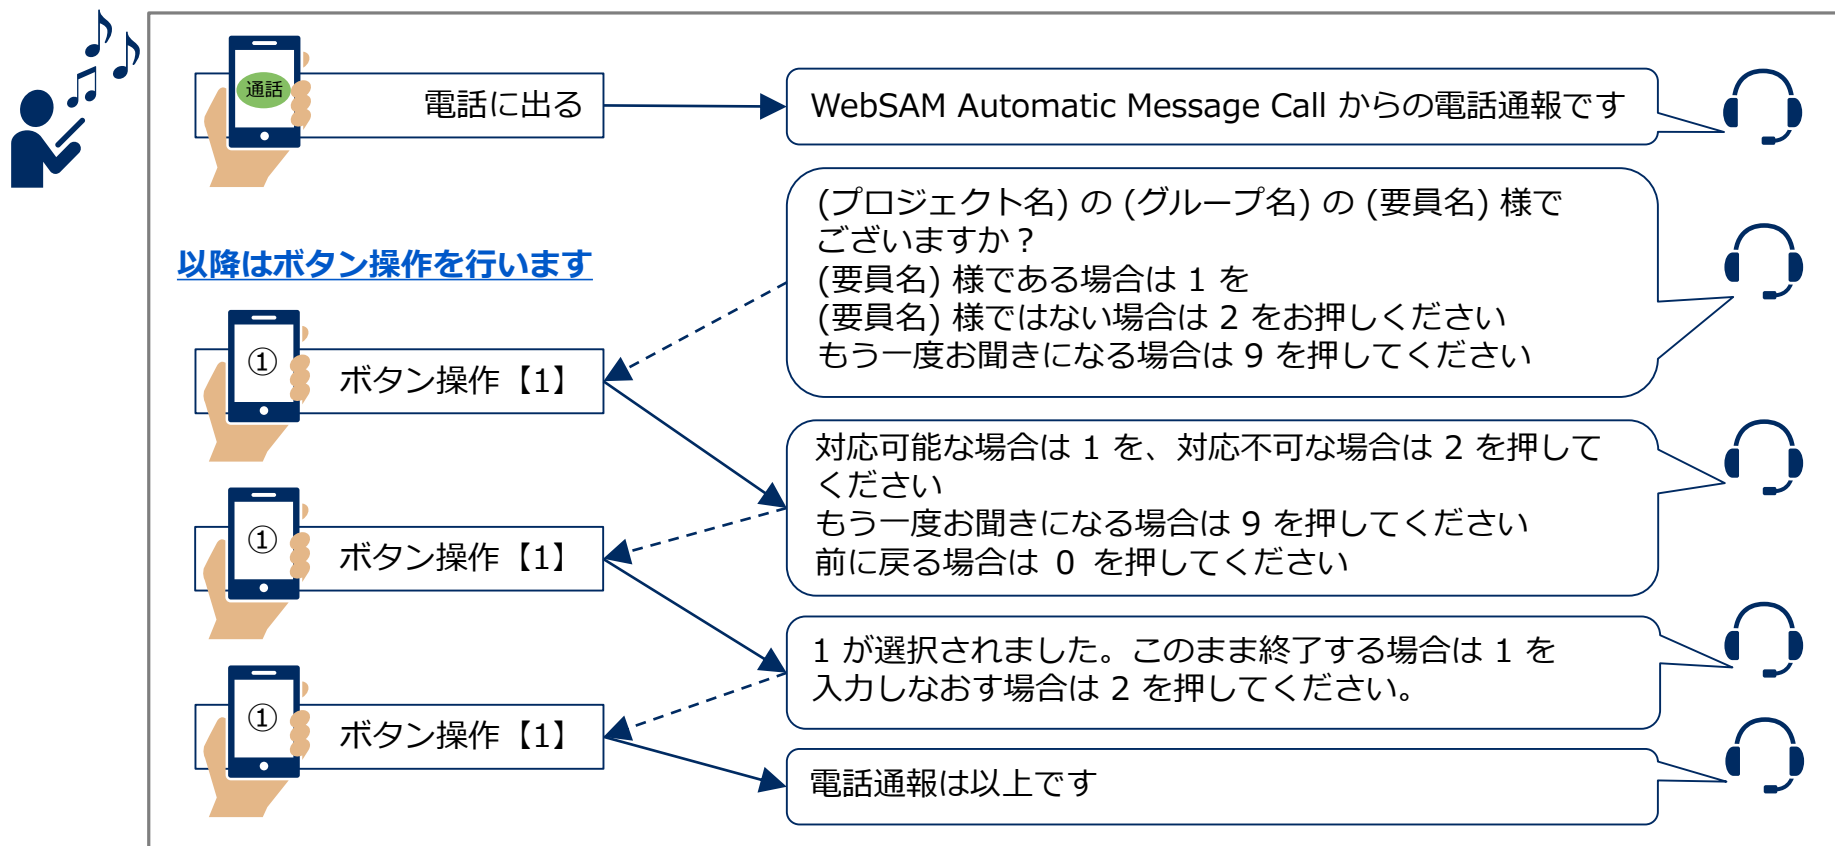 通話
電話に出る
WebSAM Automatic Message Call からの電話通報です
(プロジェクト名) の (グループ名) の (要員名) 様で
ございますか？
(要員名) 様である場合は 1 を
(要員名) 様ではない場合は 2 をお押しください
もう一度お聞きになる場合は 9 を押してください
以降はボタン操作を行います
①
ボタン操作【1】
対応可能な場合は 1 を、対応不可な場合は 2 を押して
ください
もう一度お聞きになる場合は 9 を押してください
前に戻る場合は 0 を押してください
①
ボタン操作【1】
1 が選択されました。このまま終了する場合は 1 を
入力しなおす場合は 2 を押してください。
①
ボタン操作【1】
電話通報は以上です